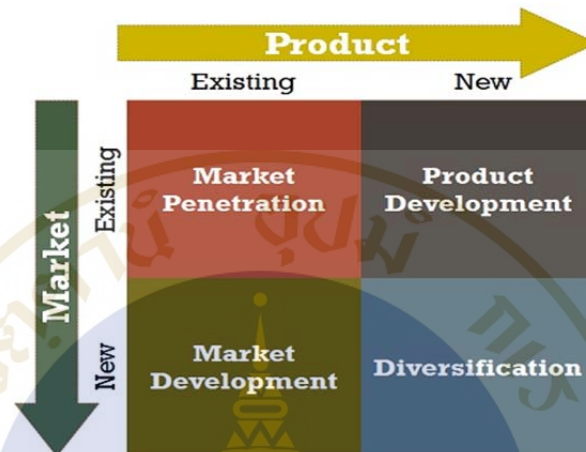 Product
Existing
New
Market
Existing
Market
Penetration
Product
Development
New
Market
Development
Diversification